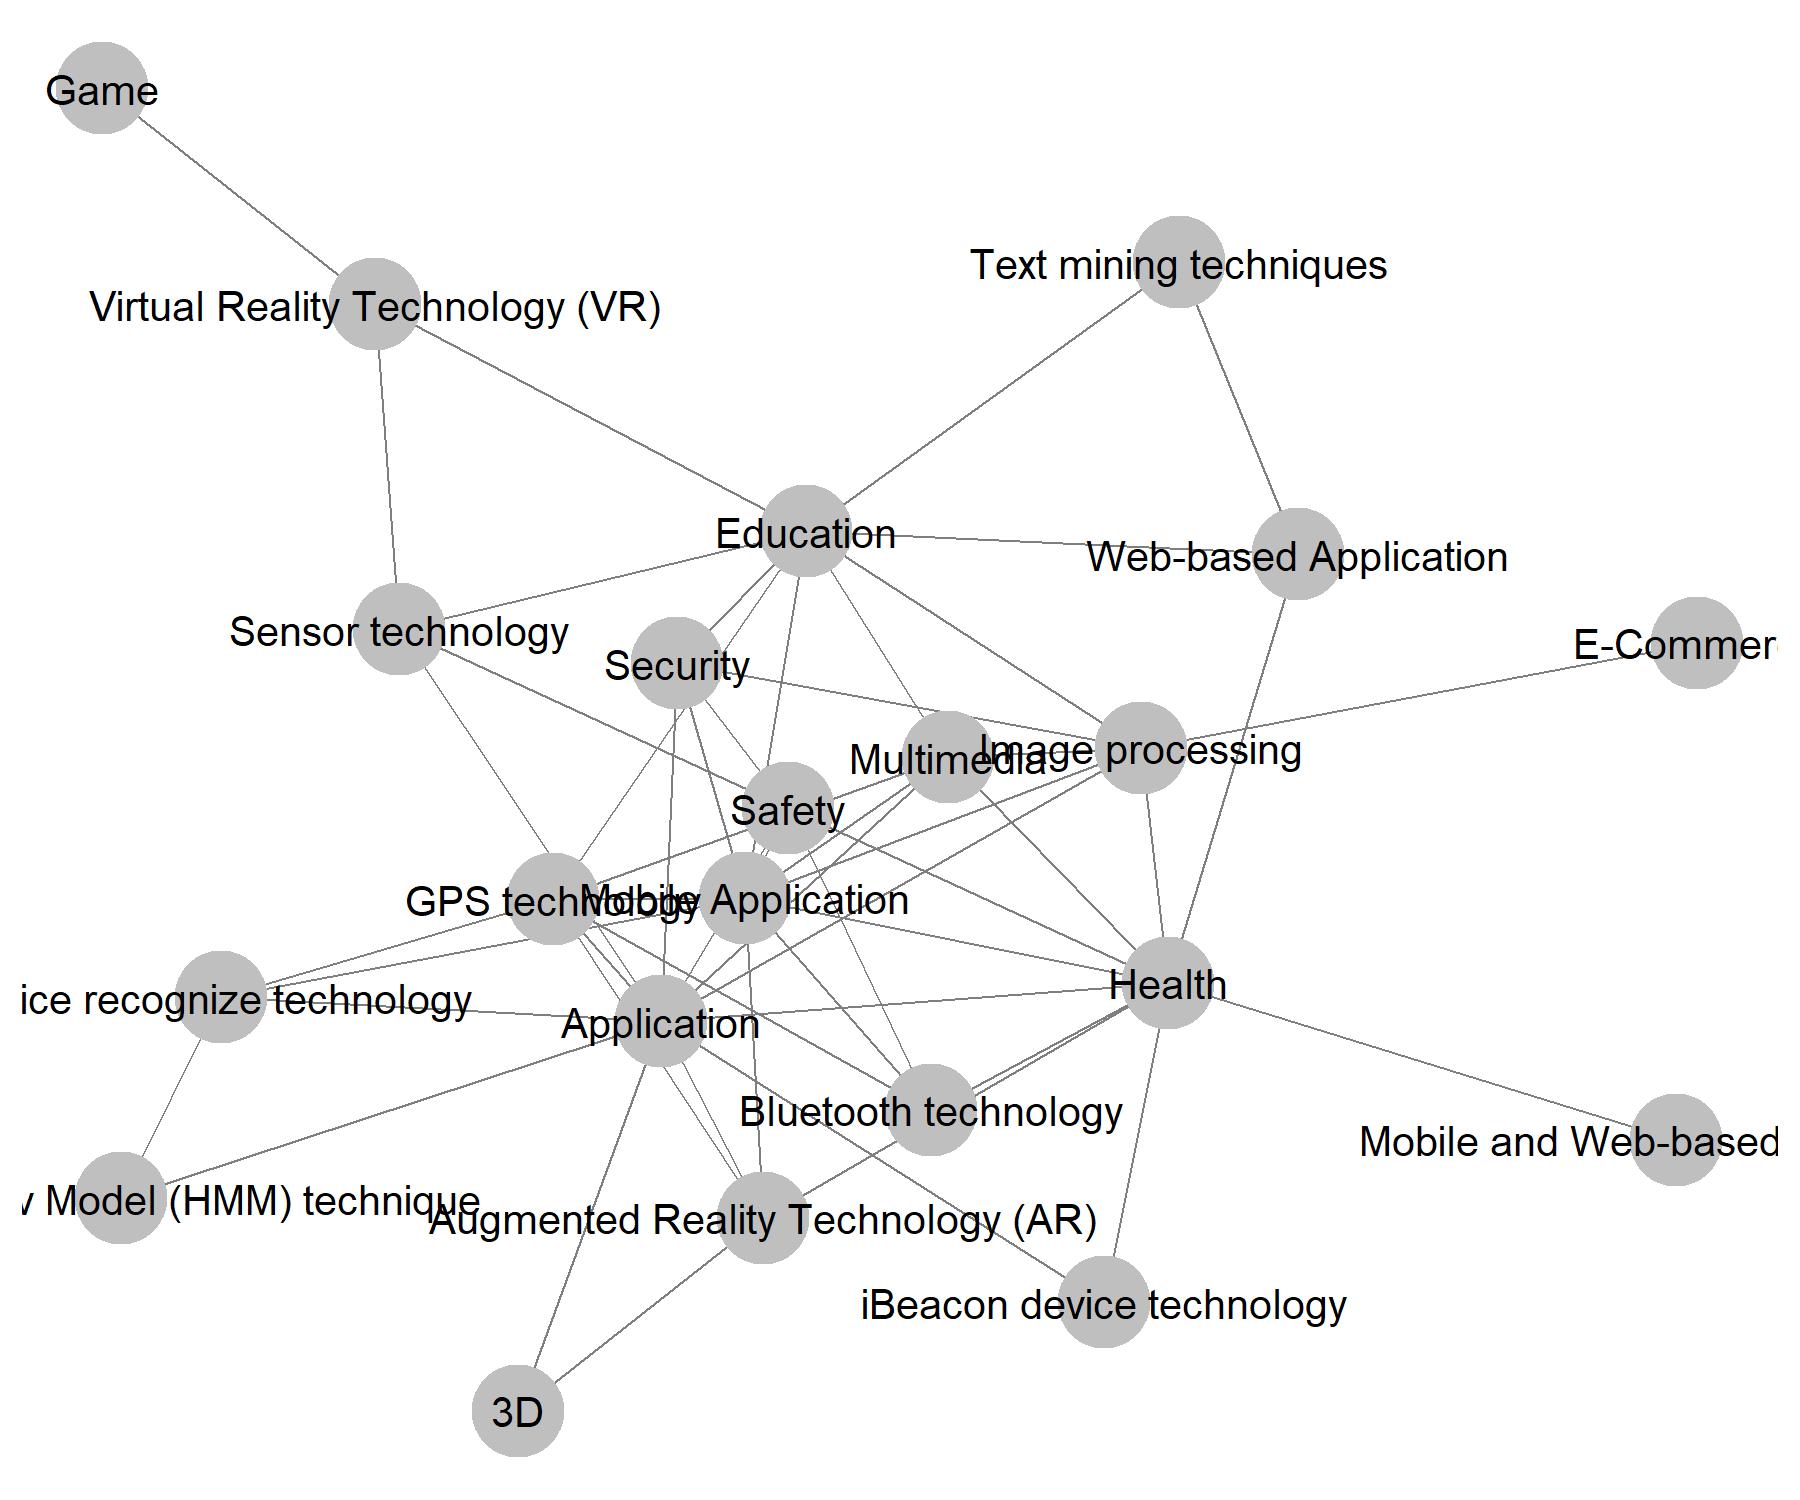 Game
Text mining techniques
Virtual Reality Technology (VR)
Education
Web-based Application
Sensor technology
E-Commer
Security
Image processing
Multimedia
Safety
GPS technology
Mobile Application
Health
ice recognize technology
Application
Bluetooth technology
Mobile and Web-based
v Model (HMM) technique
Augmented Reality Technology (AR)
iBeacon device technology
3D